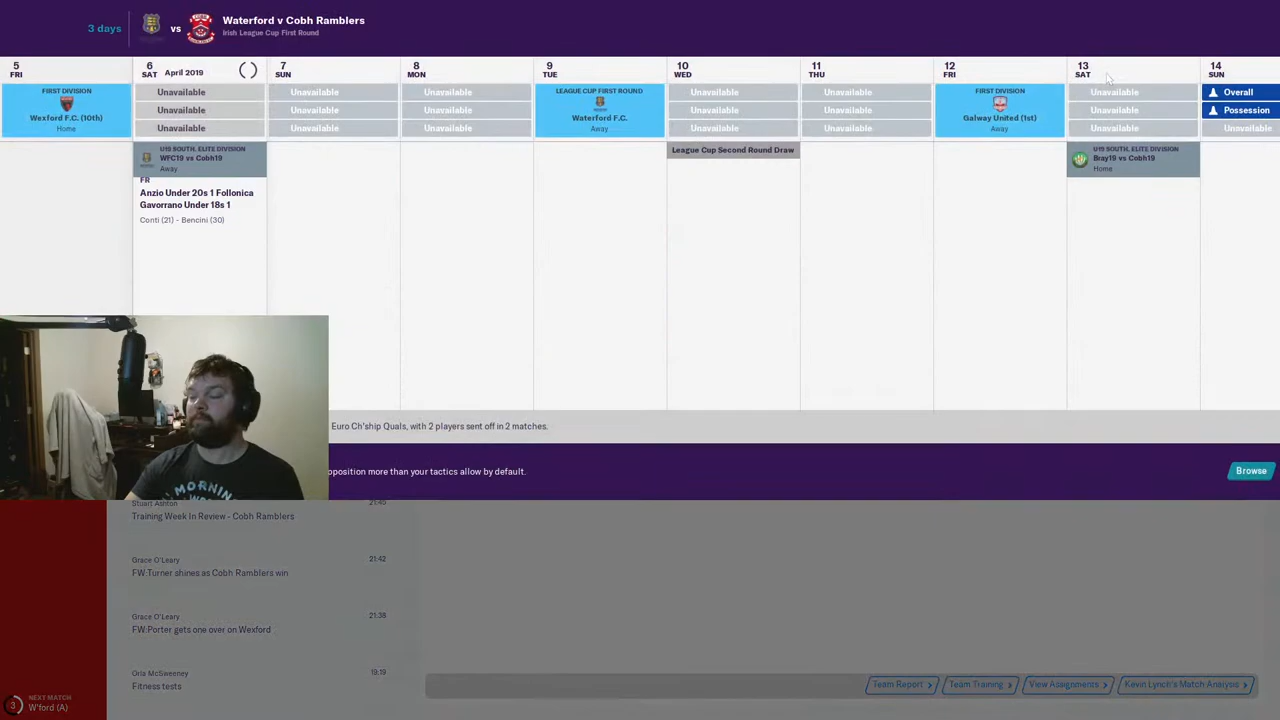 3 days
vs
Waterford v Cobh Ramblers
Irish League Cup First Round
5
FRI
6
SAT April 2019
7
SUN
8
MON
9
TUE
10
WED
11
THU
12
FRI
13
SAT
14
SUN
FIRST DIVISION
Wexford F.C. (10th)
Home
Unavailable
Unavailable
Unavailable
Unavailable
Unavailable
Unavailable
Unavailable
Unavailable
Unavailable
LEAGUE CUP FIRST ROUND
Waterford F.C.
Away
Unavailable
Unavailable
Unavailable
Unavailable
Unavailable
Unavailable
FIRST DIVISION
Galway United (1st)
Away
Unavailable
Unavailable
Unavailable
Overall
Possession
Unavailable
U19 SOUTH, ELITE DIVISION
WFC19 vs Cobh19
Away
FR
Anzio Under 20s 1 Follonica
Gavorrano Under 18s 1
Conti (21) - Bencini (30)
League Cup Second Round Draw
U19 SOUTH, ELITE DIVISION
Bray19 vs Cobh19
Home
Euro Ch'ship Quals, with 2 players sent off in 2 matches.
opposition more than your tactics allow by default.
Browse
MORNING
Stuart Ashton 21:45
Training Week In Review - Cobh Ramblers
Grace O'Leary 21:42
FW:Turner shines as Cobh Ramblers win
Grace O'Leary 21:38
FW:Porter gets one over on Wexford
Orla McSweeney 19:19
Fitness tests
Team Report
Team Training
View Assignments
Kevin Lynch's Match Analysis
3
NEXT MATCH
W'ford (A)